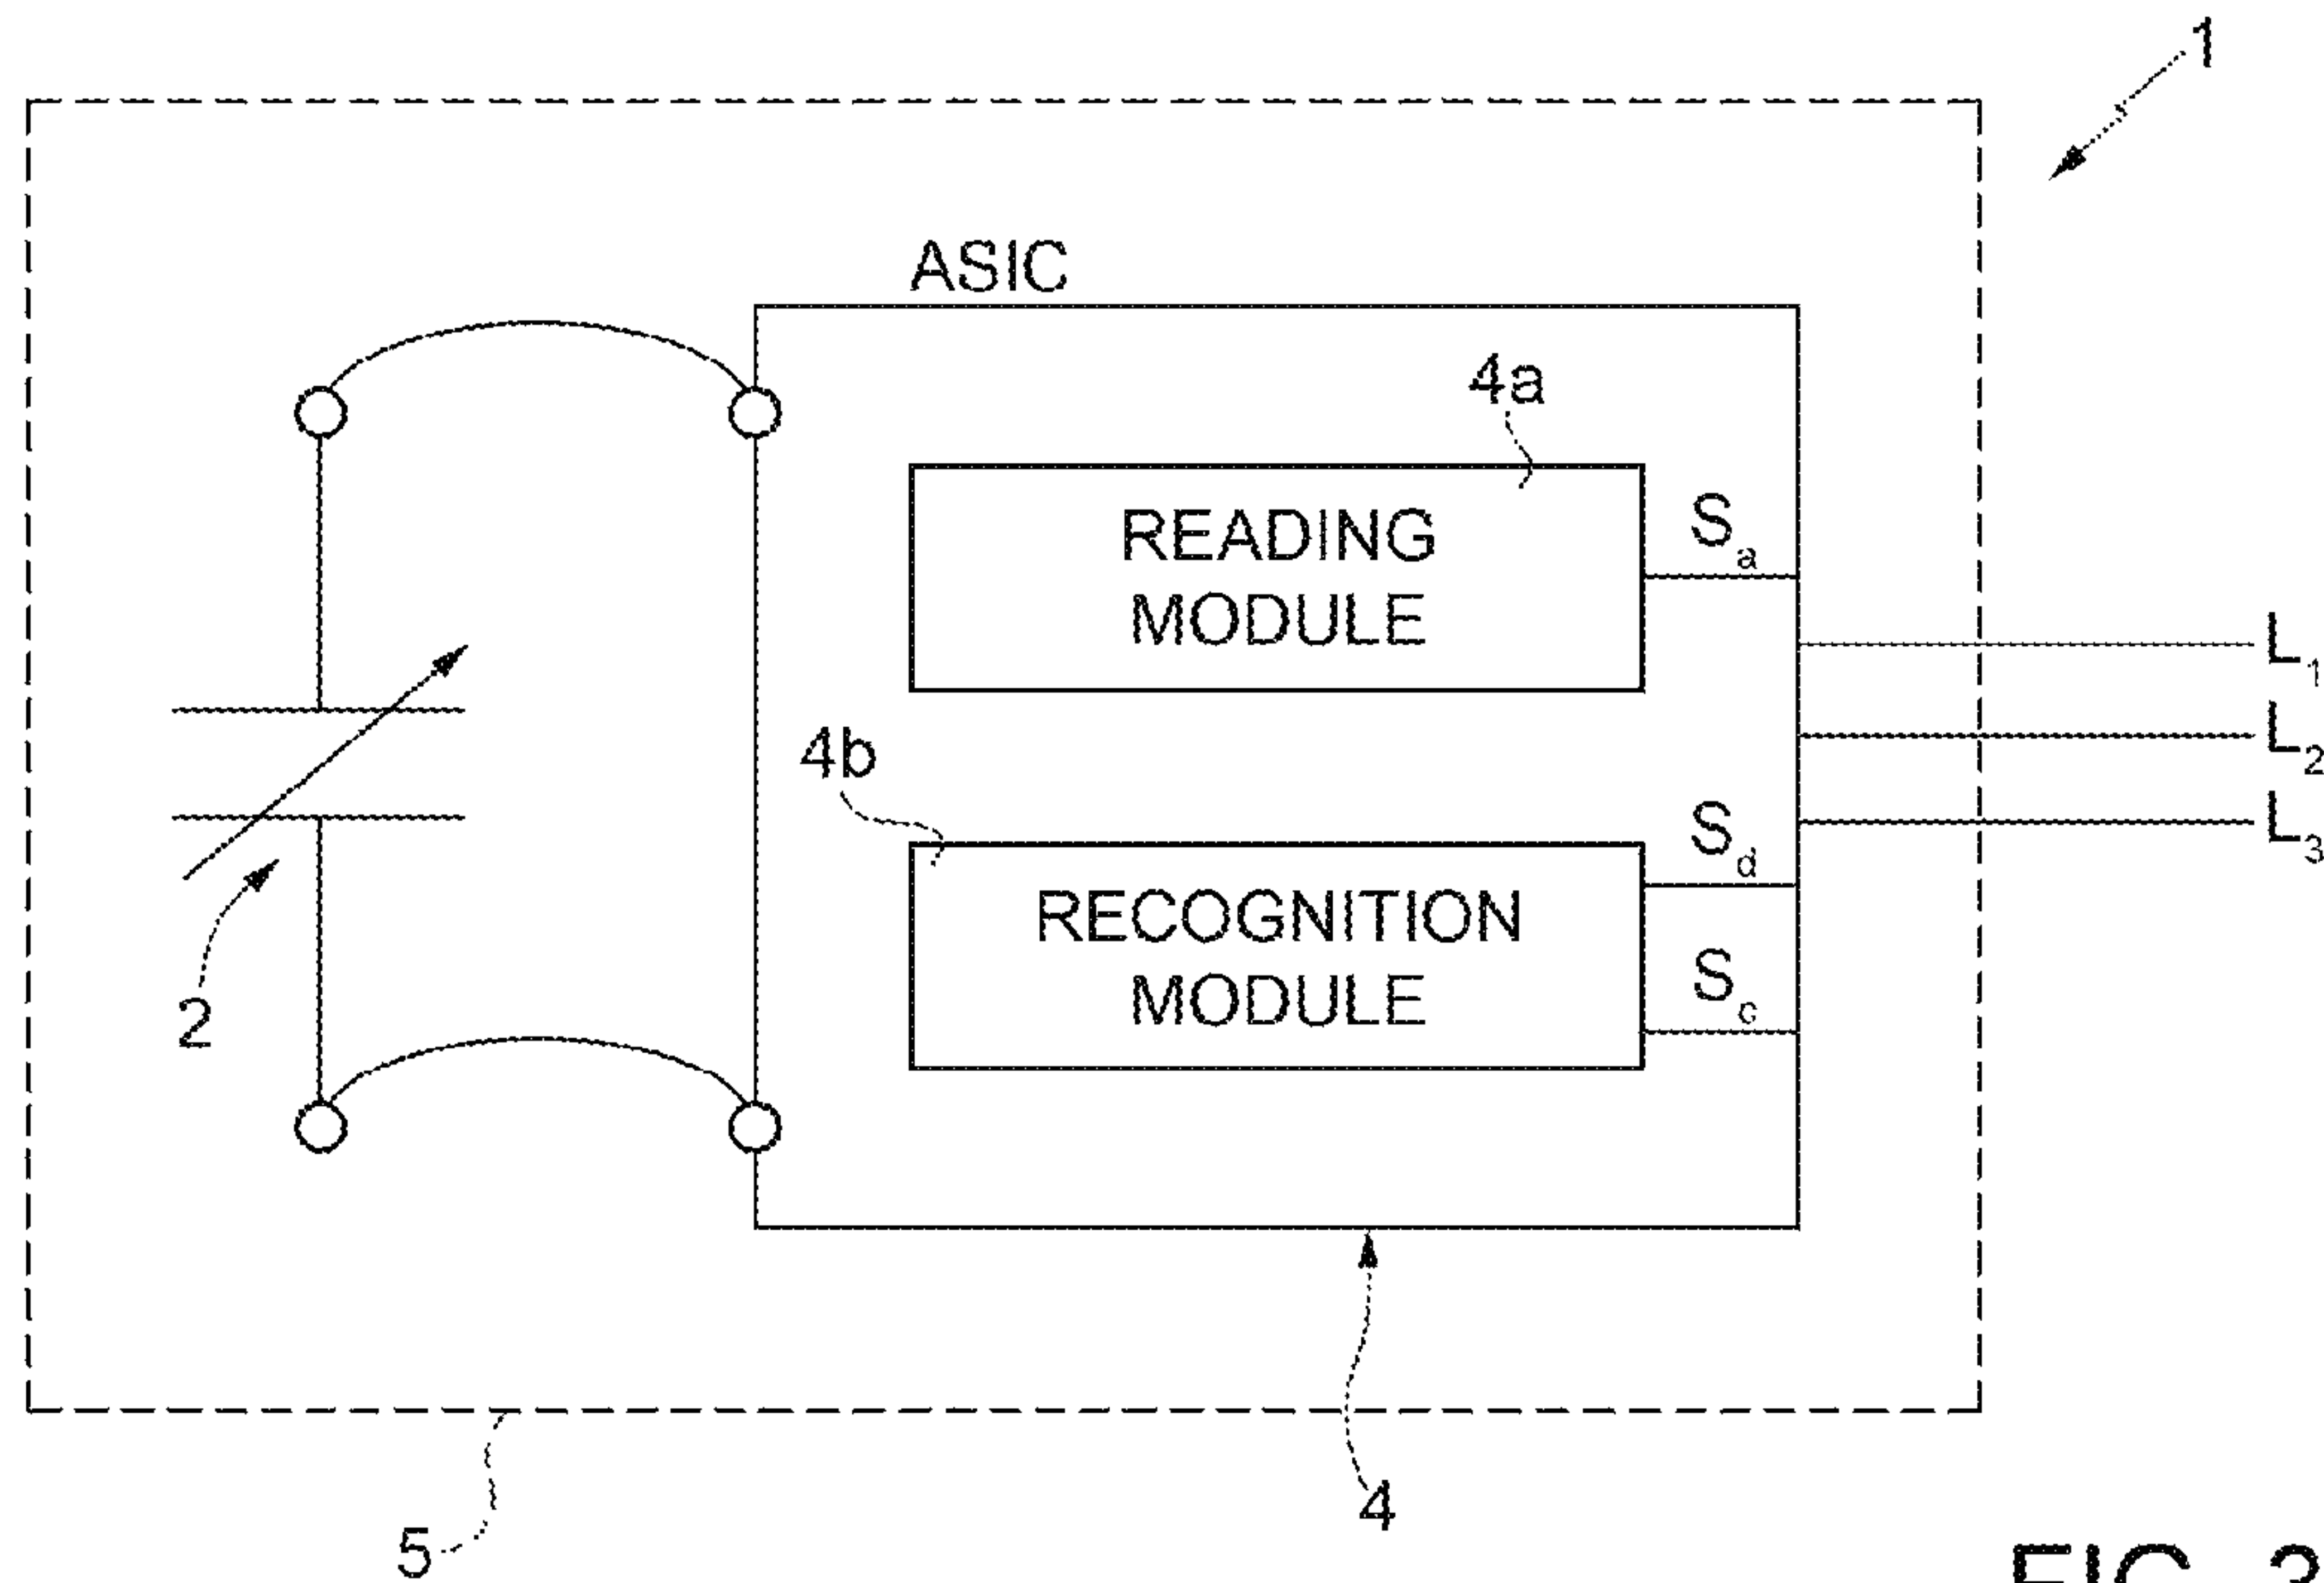 1
ASIC
4a
READING
MODULE
Sa
L1
L2
L3
4b
Sd
RECOGNITION
MODULE
Sc
2
4
5